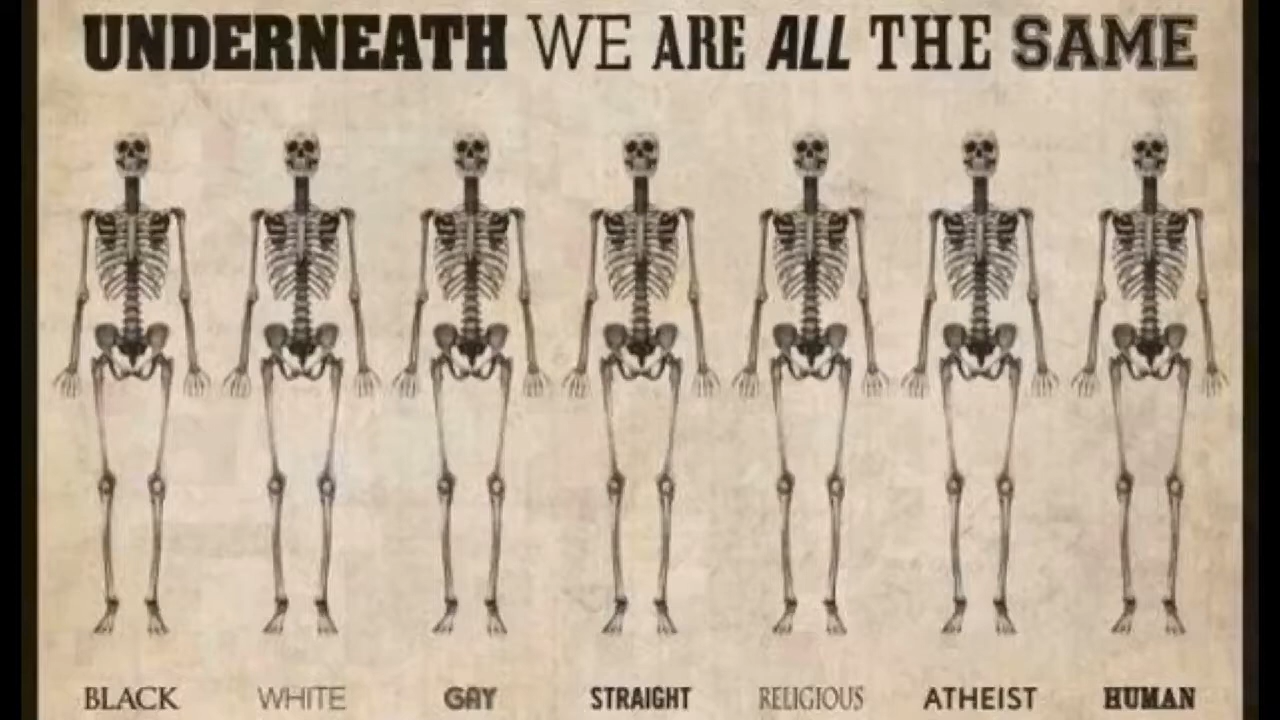 UNDERNEATH WE ARE ALL THE SAME
BLACK WHITE GAY STRAIGHT RELIGIOUS ATHEIST HUMAN